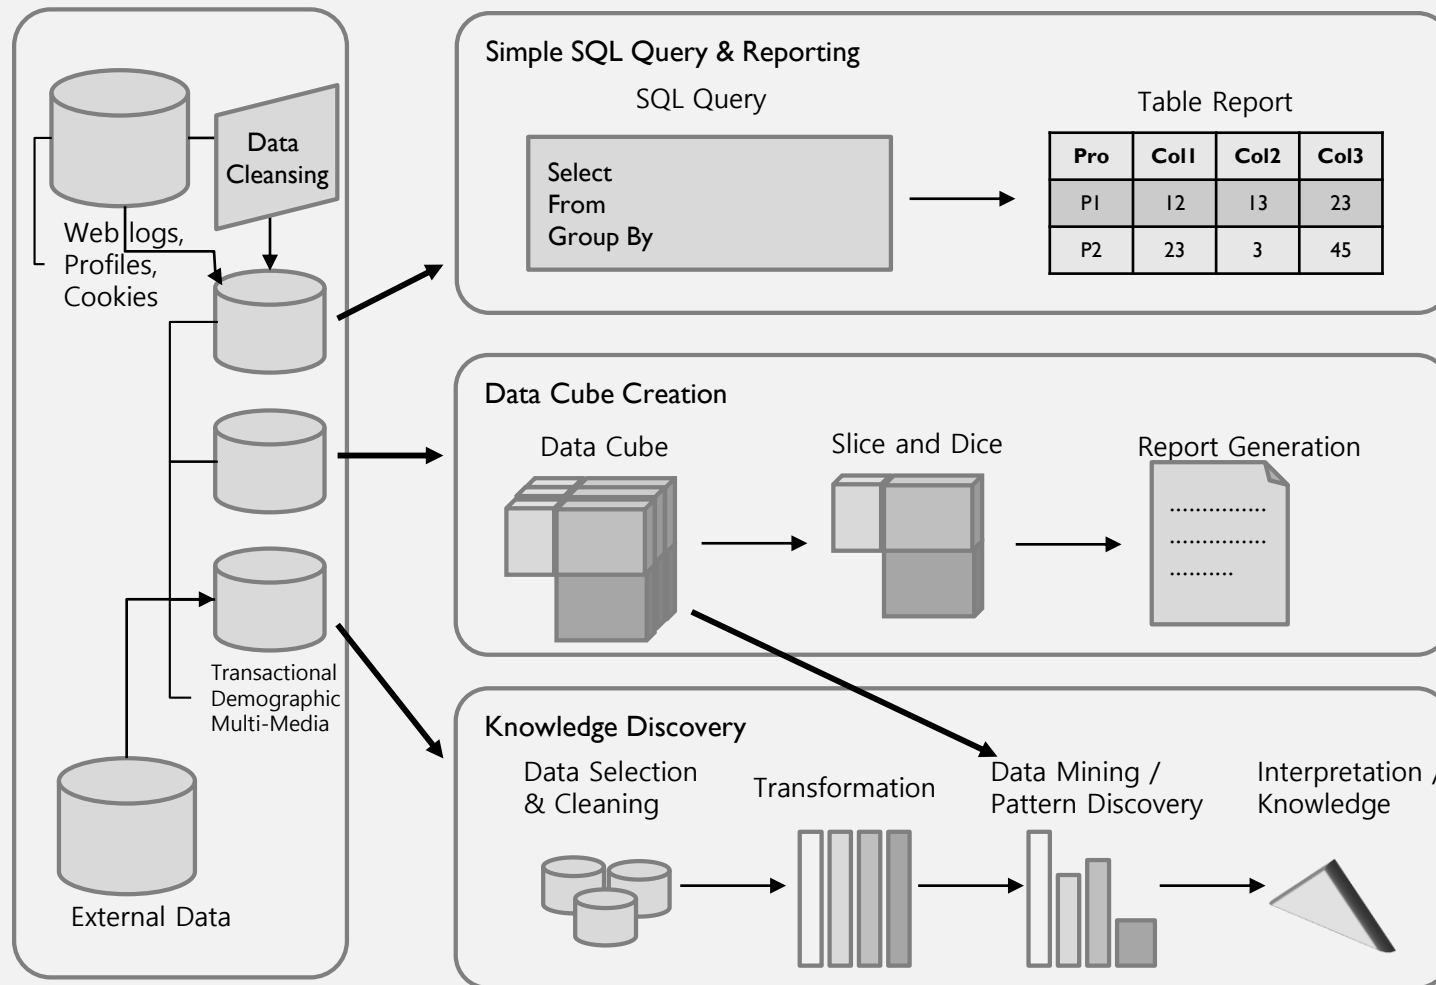 Data
Cleansing
Web logs,
Profiles,
Cookies
Transactional
Demographic
Multi-Media
External Data
Simple SQL Query & Reporting
SQL Query
Select
From
Group By
Table Report
Pro Col1 Col2 Col3
P1 12 13 23
P2 23 3 45
Data Cube Creation
Data Cube
Slice and Dice
Report Generation
...............
...............
..........
Knowledge Discovery
Data Selection
& Cleaning
Transformation
Data Mining /
Pattern Discovery
Interpretation /
Knowledge